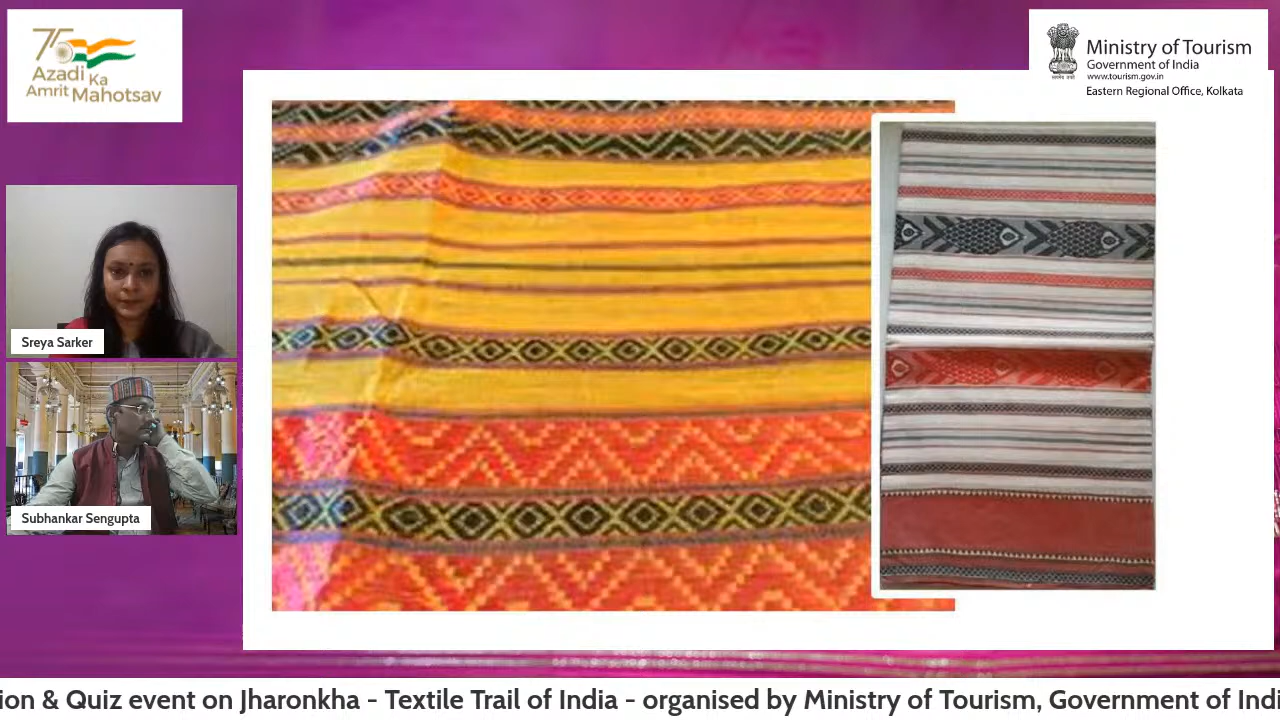 75
Azadi Ka
Amrit Mahotsav
Ministry of Tourism
Government of India
www.tourism.gov.in
Eastern Regional Office, Kolkata
Sreya Sarker
Subhankar Sengupta
ion & Quiz event on Jharonkha - Textile Trail of India - organised by Ministry of Tourism, Government of Indi